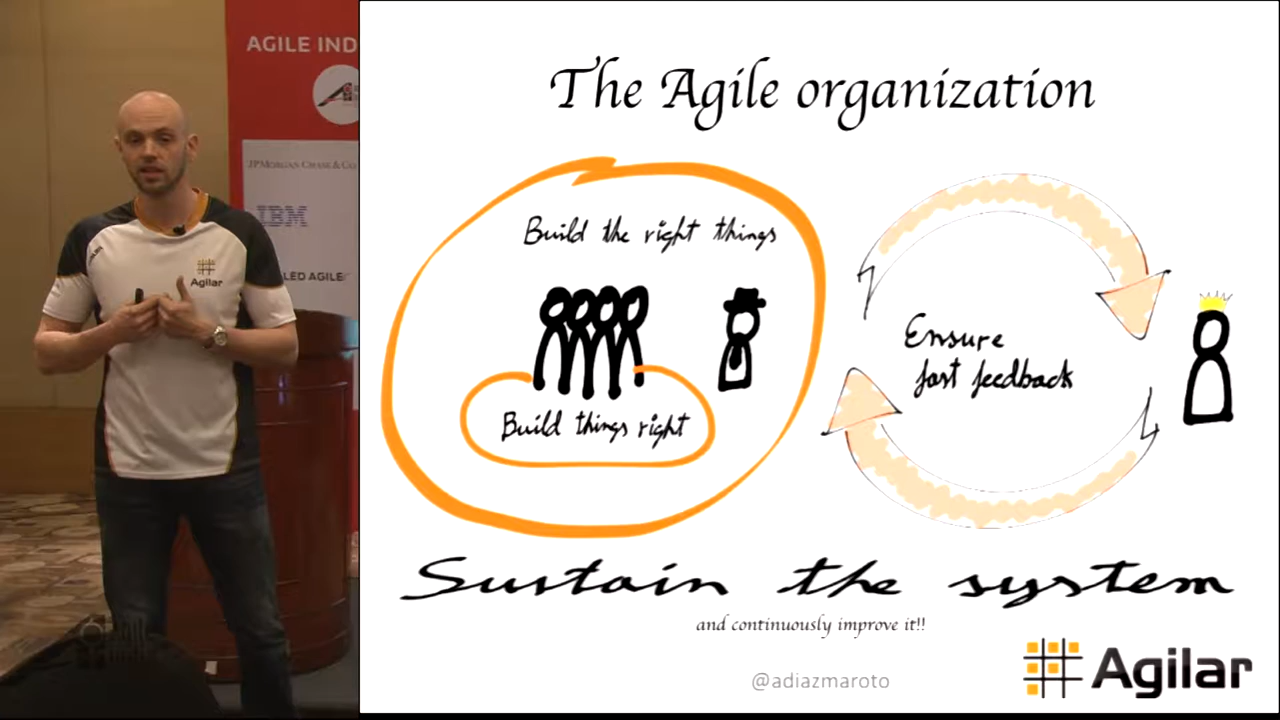 AGILE IND
JPMORGAN CHASE & CO
IBM
LED AGILE
Agilar
The Agile organization
Build the right things
Build things right
Ensure
fast feedback
Sustain the system
and continuously improve it!!
@adiazmaroto
Agilar